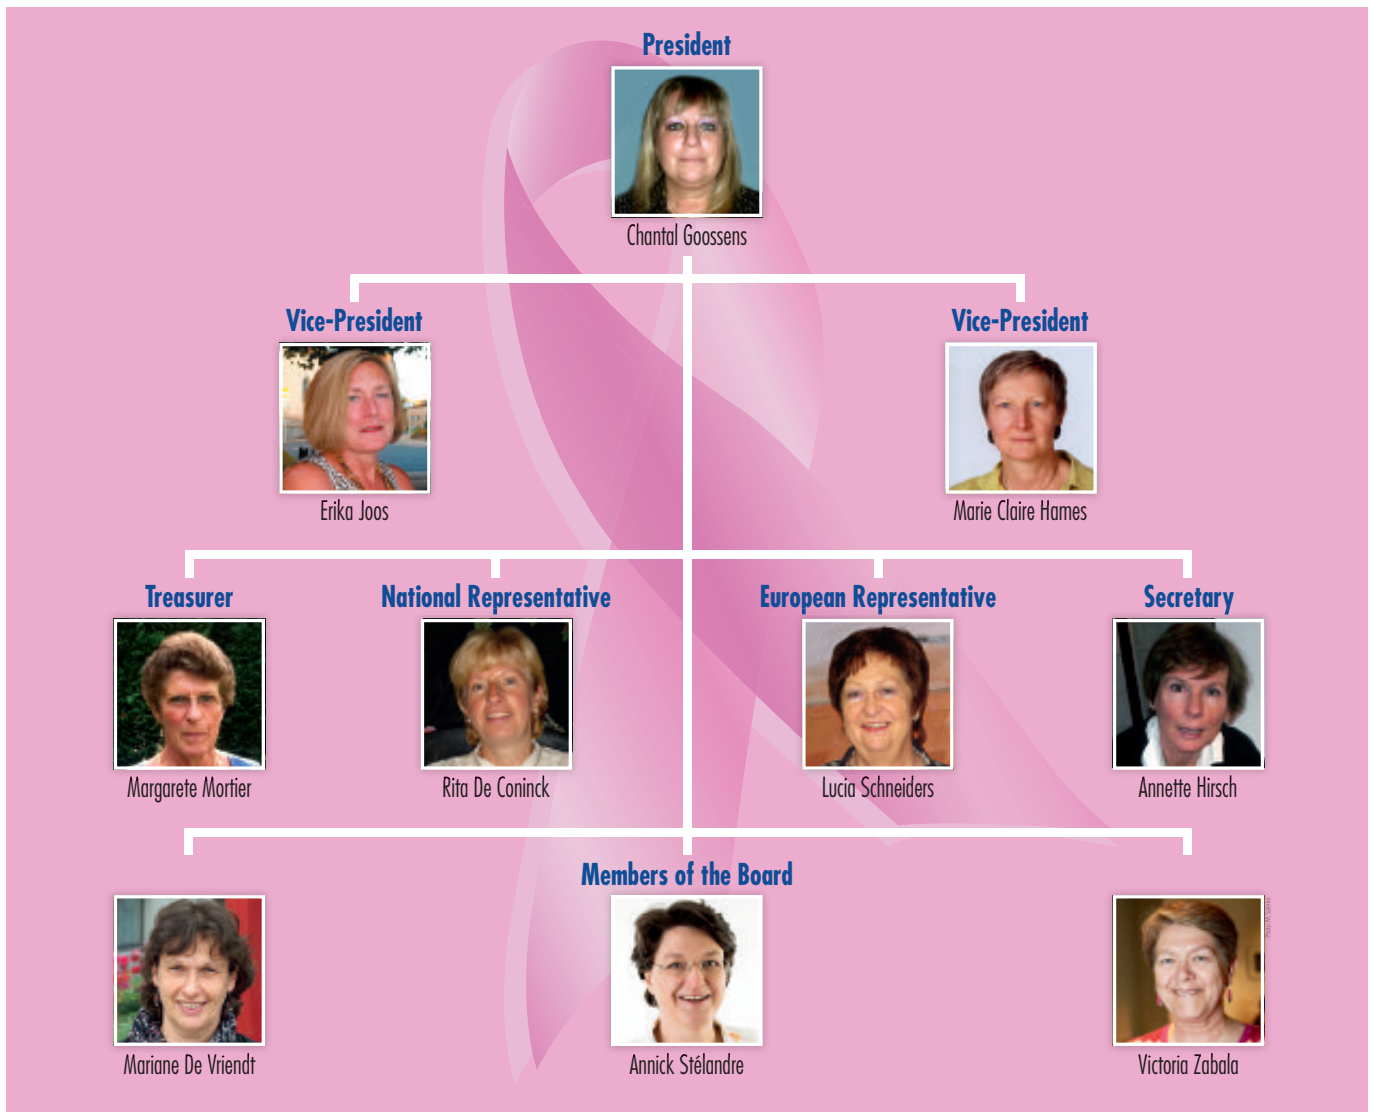 President
Chantal Goossens
Vice-President
Vice-President
Erika Joos
Marie Claire Hames
Treasurer
National Representative
European Representative
Secretary
Margarete Mortier
Rita De Coninck
Lucia Schneiders
Annette Hirsch
Members of the Board
Mariane De Vriendt
Annick Stélandre
Victoria Zabala